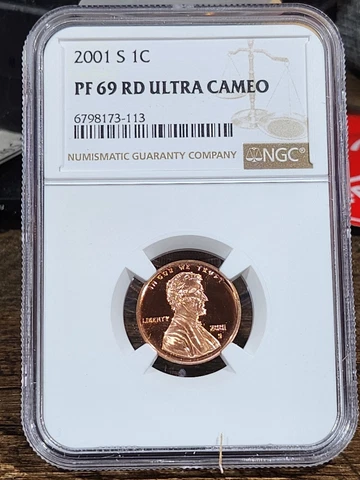 2001 S 1C
PF 69 RD ULTRA CAMEO
6798173-113
NUMISMATIC GUARANTY COMPANY
NGC
IN GOD WE TRUST
LIBERTY
2001
S